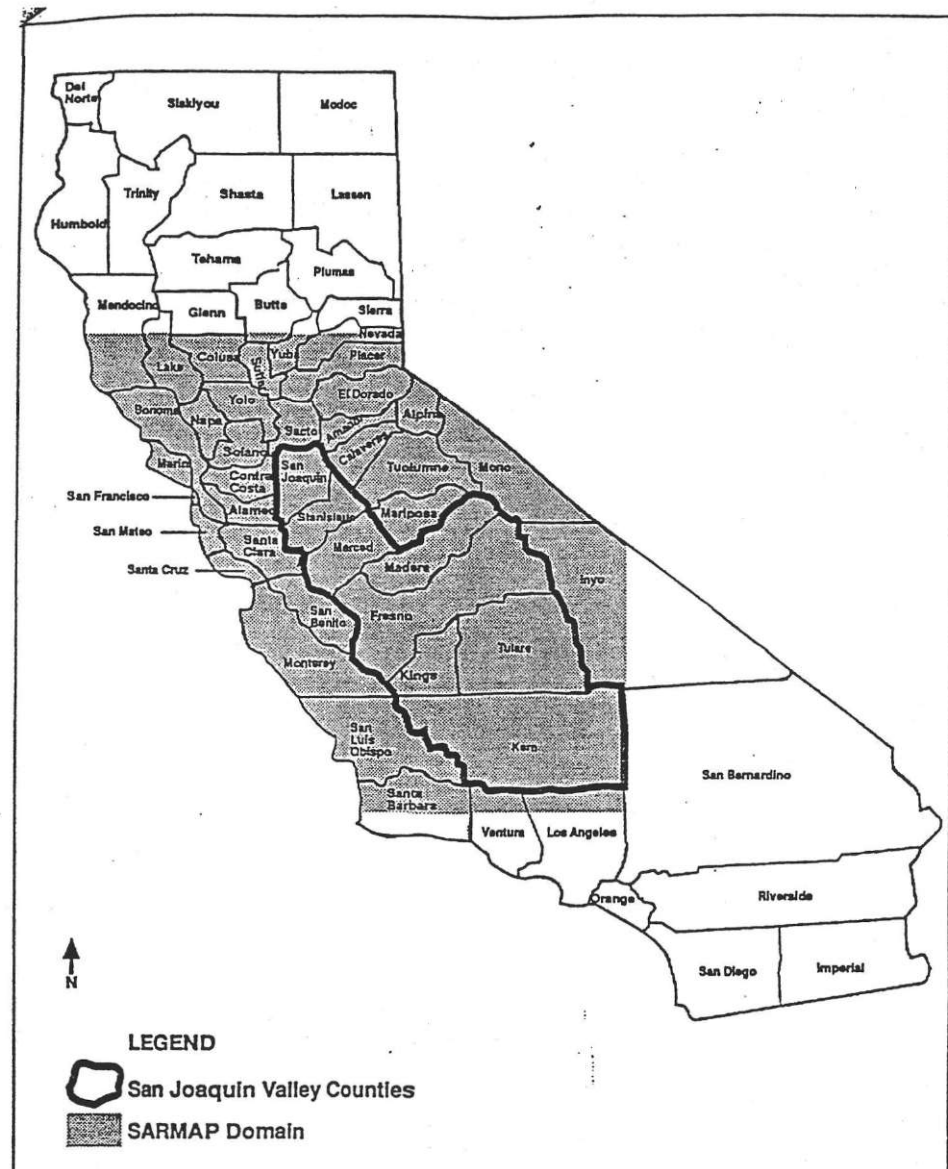 Del
Norte
Siskiyou
Modoc
Humboldt
Trinity
Shasta
Lassen
Tehama
Plumas
Mendocino
Glenn
Butte
Sierra
Nevada
Lake
Colusa
Sutter
Yuba
Placer
Sonoma
Napa
Yolo
El Dorado
Sacto
Amador
Alpine
Solano
Calaveras
Marin
Contra
Costa
San
Joaquin
Tuolumne
Mono
San Francisco
Alameda
Stanislaus
Mariposa
San Mateo
Santa
Clara
Merced
Madera
Santa Cruz
Inyo
San
Benito
Fresno
Monterey
Kings
Tulare
San
Luis
Obispo
Kern
San Bernardino
Santa
Barbara
Ventura
Los Angeles
Orange
Riverside
San Diego
Imperial
N
LEGEND
San Joaquin Valley Counties
SARMAP Domain